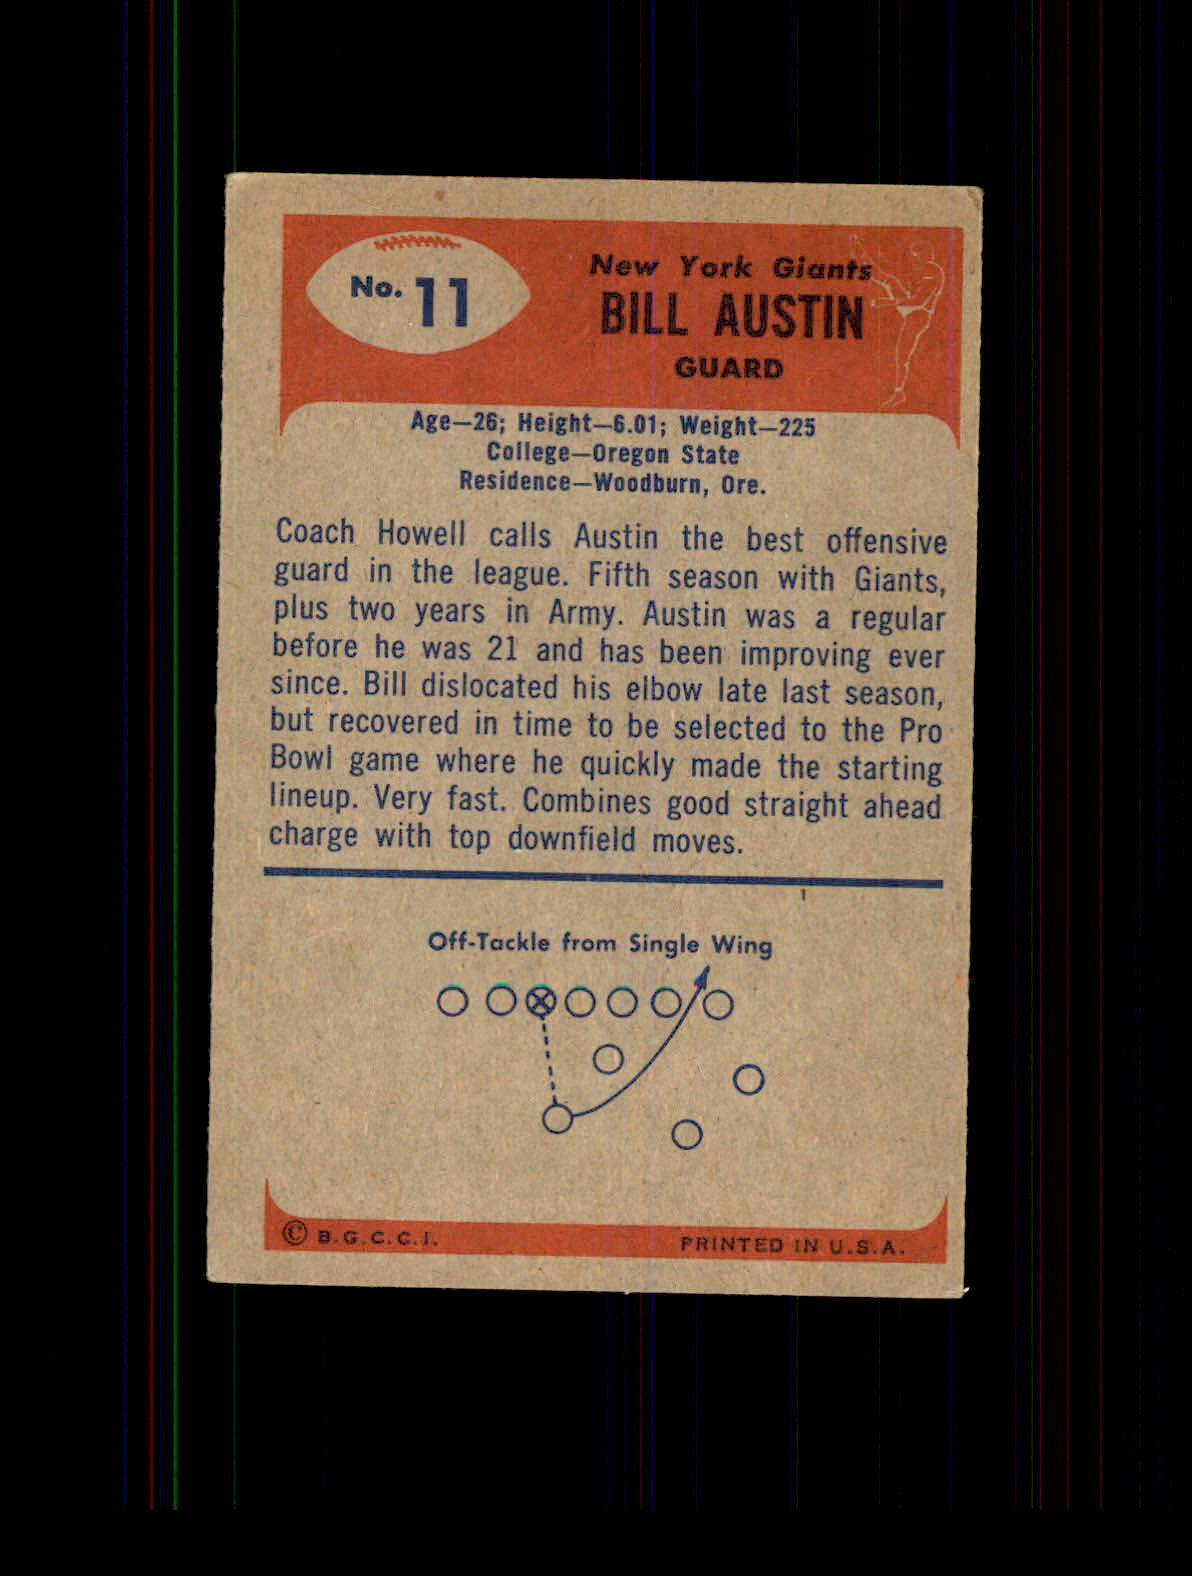 No. 11
New York Giants
BILL AUSTIN
GUARD
Age—26; Height—6.01; Weight—225
College—Oregon State
Residence—Woodburn, Ore.
Coach Howell calls Austin the best offensive
guard in the league. Fifth season with Giants,
plus two years in Army. Austin was a regular
before he was 21 and has been improving ever
since. Bill dislocated his elbow late last season,
but recovered in time to be selected to the Pro
Bowl game where he quickly made the starting
lineup. Very fast. Combines good straight ahead
charge with top downfield moves.
Off-Tackle from Single Wing
© B.G.C.C.I.
PRINTED IN U.S.A.